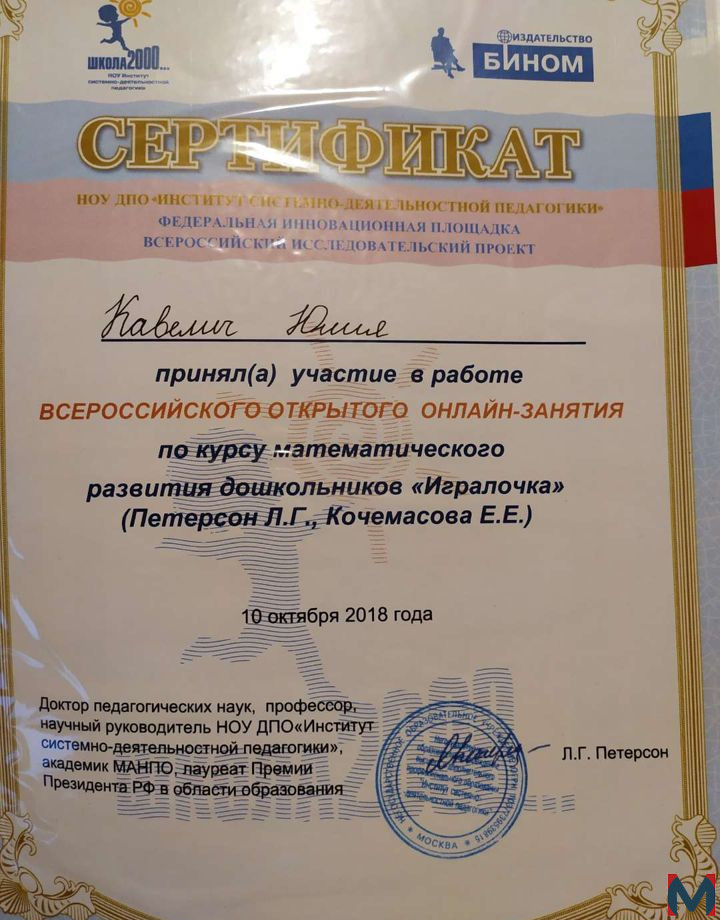 ШКОЛА2000...
НОУ Институт
системно-деятельностной
педагогики
ИЗДАТЕЛЬСТВО
БИНОМ
СЕРТИФИКАТ
НОУ ДПО «ИНСТИТУТ СИСТЕМНО-ДЕЯТЕЛЬНОСТНОЙ ПЕДАГОГИКИ»
ФЕДЕРАЛЬНАЯ ИННОВАЦИОННАЯ ПЛОЩАДКА
ВСЕРОССИЙСКИЙ ИССЛЕДОВАТЕЛЬСКИЙ ПРОЕКТ
Кавелич Юлия
принял(а) участие в работе
ВСЕРОССИЙСКОГО ОТКРЫТОГО ОНЛАЙН-ЗАНЯТИЯ
по курсу математического
развития дошкольников «Игралочка»
(Петерсон Л.Г., Кочемасова Е.Е.)
10 октября 2018 года
Доктор педагогических наук, профессор,
научный руководитель НОУ ДПО«Институт
системно-деятельностной педагогики»,
академик МАНПО, лауреат Премии
Президента РФ в области образования
Л.Г. Петерсон
МОСКВА
М